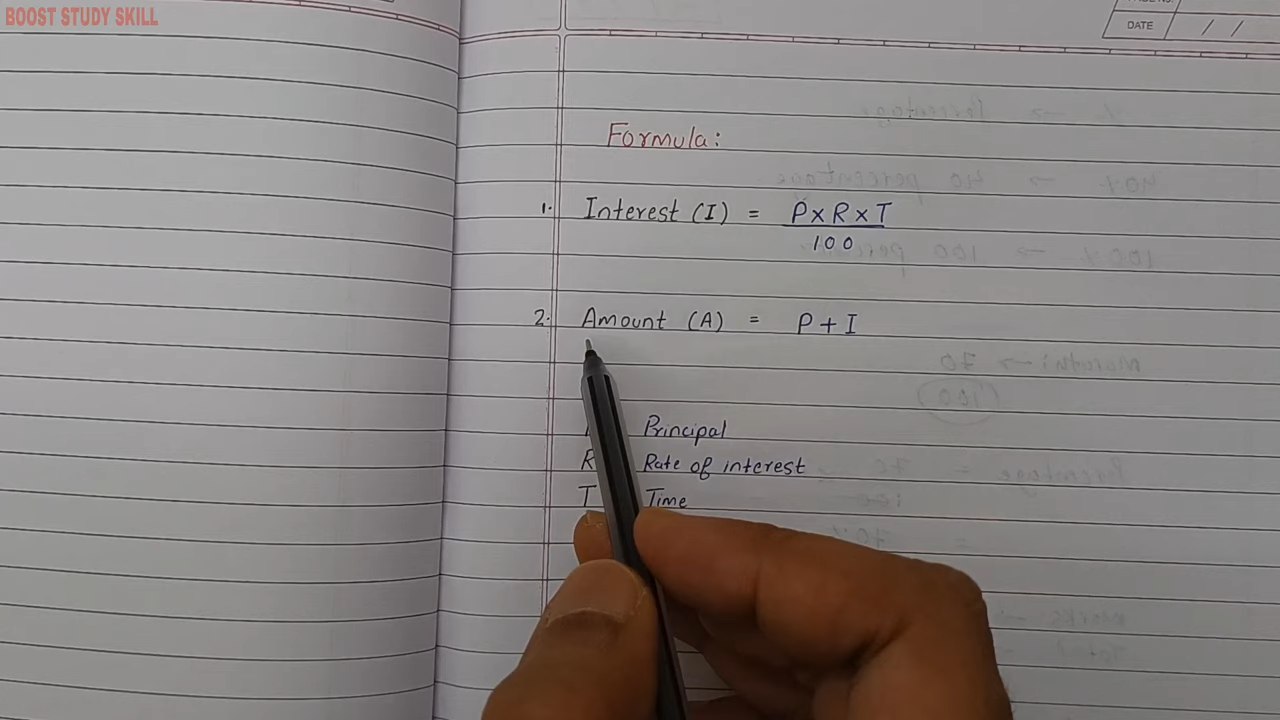 BOOST STUDY SKILL
DATE / /
Formula:
1. Interest (I) = P×R×T
100
2. Amount (A) = P+I
Principal
R Rate of interest
T Time